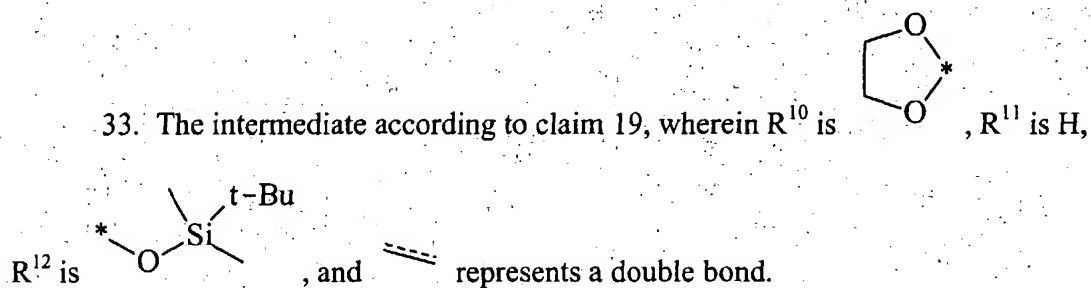 33. The intermediate according to claim 19, wherein R¹⁰ is O * O , R¹¹ is H,
R¹² is * O Si t-Bu , and represents a double bond.